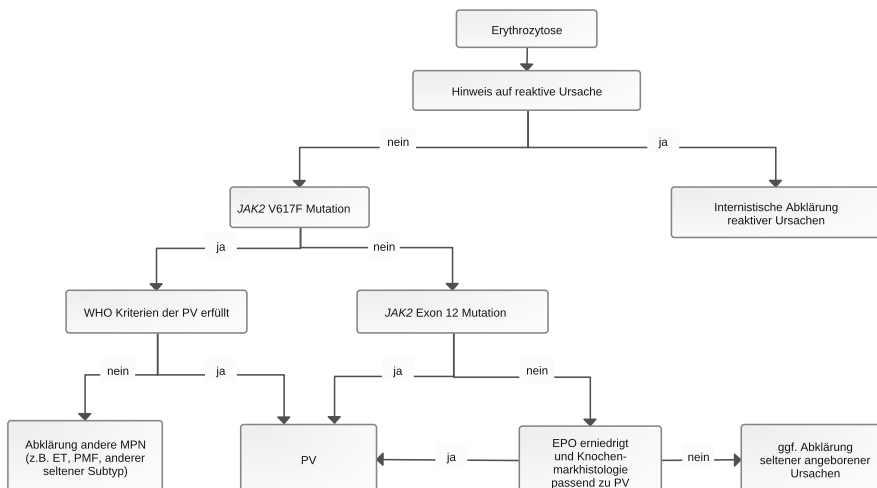 Erythrozytose
Hinweis auf reaktive Ursache
nein
ja
JAK2 V617F Mutation
Internistische Abklärung
reaktiver Ursachen
ja
nein
WHO Kriterien der PV erfüllt
JAK2 Exon 12 Mutation
nein
ja
ja
nein
Abklärung andere MPN
(z.B. ET, PMF, anderer
seltener Subtyp)
PV
ja
EPO erniedrigt
und Knochen-
markhistologie
passend zu PV
nein
ggf. Abklärung
seltener angeborener
Ursachen